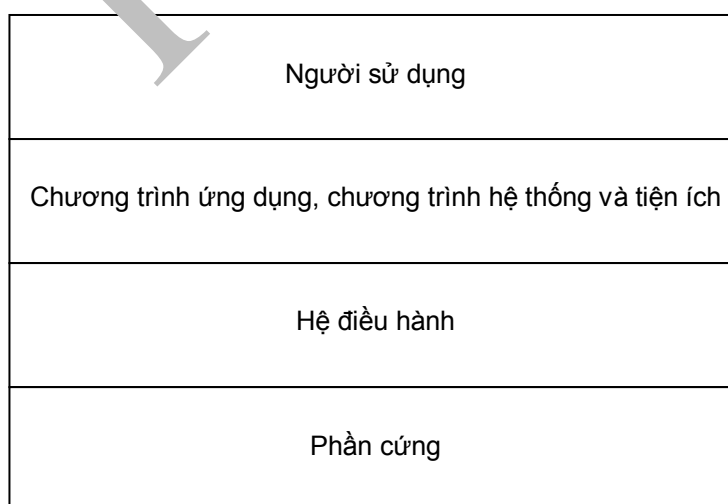 Người sử dụng
Chương trình ứng dụng, chương trình hệ thống và tiện ích
Hệ điều hành
Phần cứng